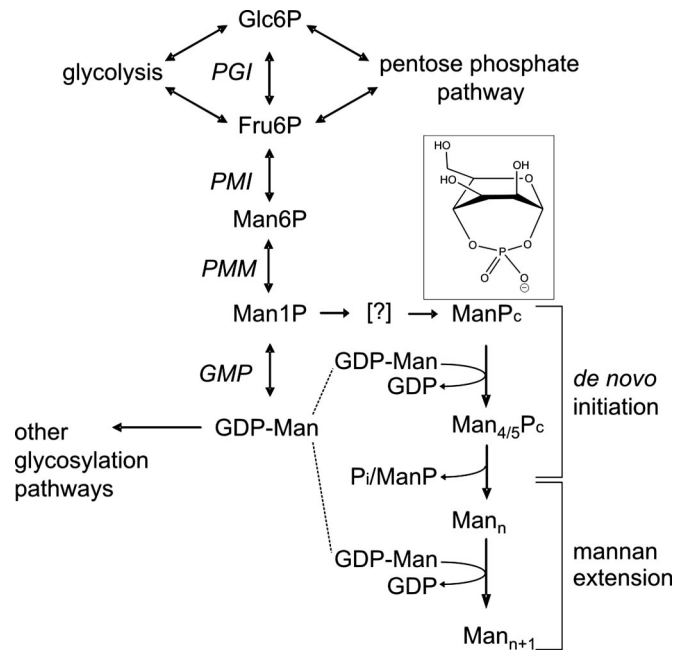 Glc6P
glycolysis
PGI
pentose phosphate
pathway
Fru6P
PMI
Man6P
PMM
HO
OH
HO
O
O
O
P
O
O
⊖
Man1P
[?]
ManPc
GMP
GDP-Man
GDP
de novo
initiation
GDP-Man
Man4/5Pc
other
glycosylation
pathways
Pi/ManP
Mann
GDP-Man
GDP
mannan
extension
Mann+1